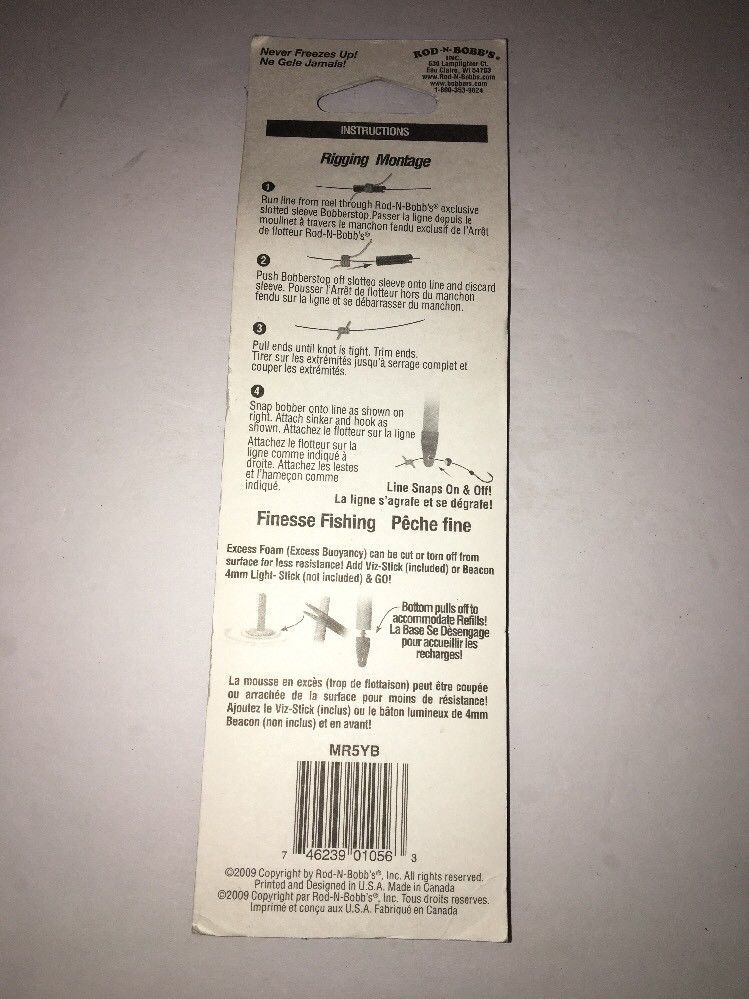 Never Freezes Up!
Ne Gele Jamais!
ROD-N-BOBB'S®
INC.
Lamplighter Ct.
Eau Claire, WI 54703
www.Rod-N-Bobbs.com
www.bobbers.com
1-800-353-9624
INSTRUCTIONS
Rigging Montage
1
Run line from reel through Rod-N-Bobb's® exclusive
slotted sleeve Bobberstop.Passer la ligne depuis le
moulinet à travers le manchon fendu exclusif de l'Arrêt
de flotteur Rod-N-Bobb's®.
2
Push Bobberstop off slotted sleeve onto line and discard
sleeve. Pousser l'Arrêt de flotteur hors du manchon
fendu sur la ligne et se débarrasser du manchon.
3
Pull ends until knot is tight. Trim ends.
Tirer sur les extrémités jusqu'à serrage complet et
couper les extrémités.
4
Snap bobber onto line as shown on
right. Attach sinker and hook as
shown. Attachez le flotteur sur la ligne
Attachez le flotteur sur la
ligne comme indiqué à
droite. Attachez les lestes
et l'hameçon comme
indiqué.
Line Snaps On & Off!
La ligne s'agrafe et se dégrafe!
Finesse Fishing Pêche fine
Excess Foam (Excess Buoyancy) can be cut or torn off from
surface for less resistance! Add Viz-Stick (included) or Beacon
4mm Light- Stick (not included) & GO!
Bottom pulls off to
accommodate Refills!
La Base Se Désengage
pour accueillir les
recharges!
La mousse en excès (trop de flottaison) peut être coupée
ou arrachée de la surface pour moins de résistance!
Ajoutez le Viz-Stick (inclus) ou le bâton lumineux de 4mm
Beacon (non inclus) et en avant!
MR5YB
7 46239 01056 3
©2009 Copyright by Rod-N-Bobb's®, Inc. All rights reserved.
Printed and Designed in U.S.A. Made in Canada
©2009 Copyright par Rod-N-Bobb's®, Inc. Tous droits reserves.
Imprimé et conçu aux U.S.A. Fabriqué en Canada